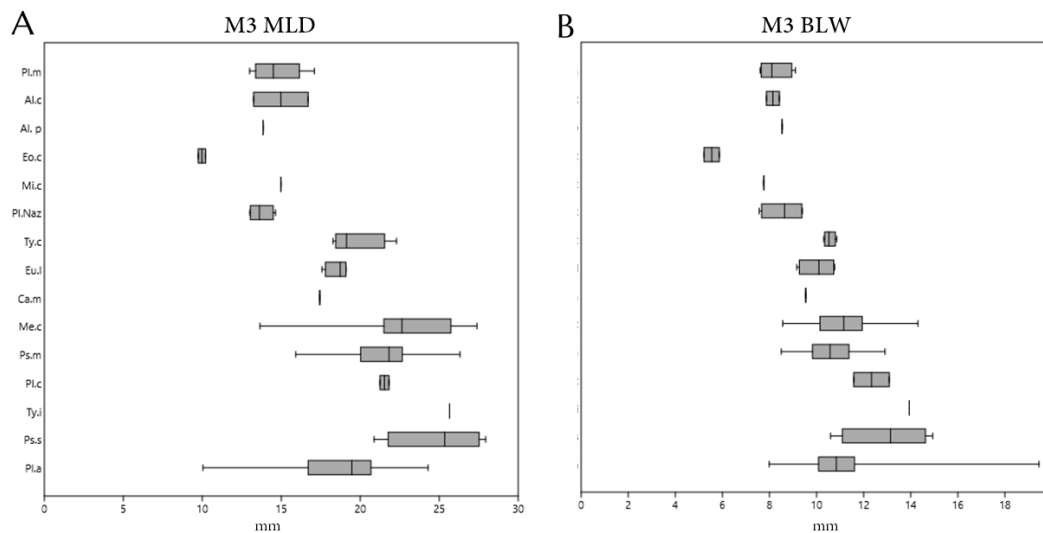 A
M3 MLD
Pl.m
Al.c
Al. p
Eo.c
Mi.c
Pl.Naz
Ty.c
Eu.l
Ca.m
Me.c
Ps.m
Pl.c
Ty.i
Ps.s
Pl.a
0 5 10 15 20 25 30
mm
B
M3 BLW
0 2 4 6 8 10 12 14 16 18
mm